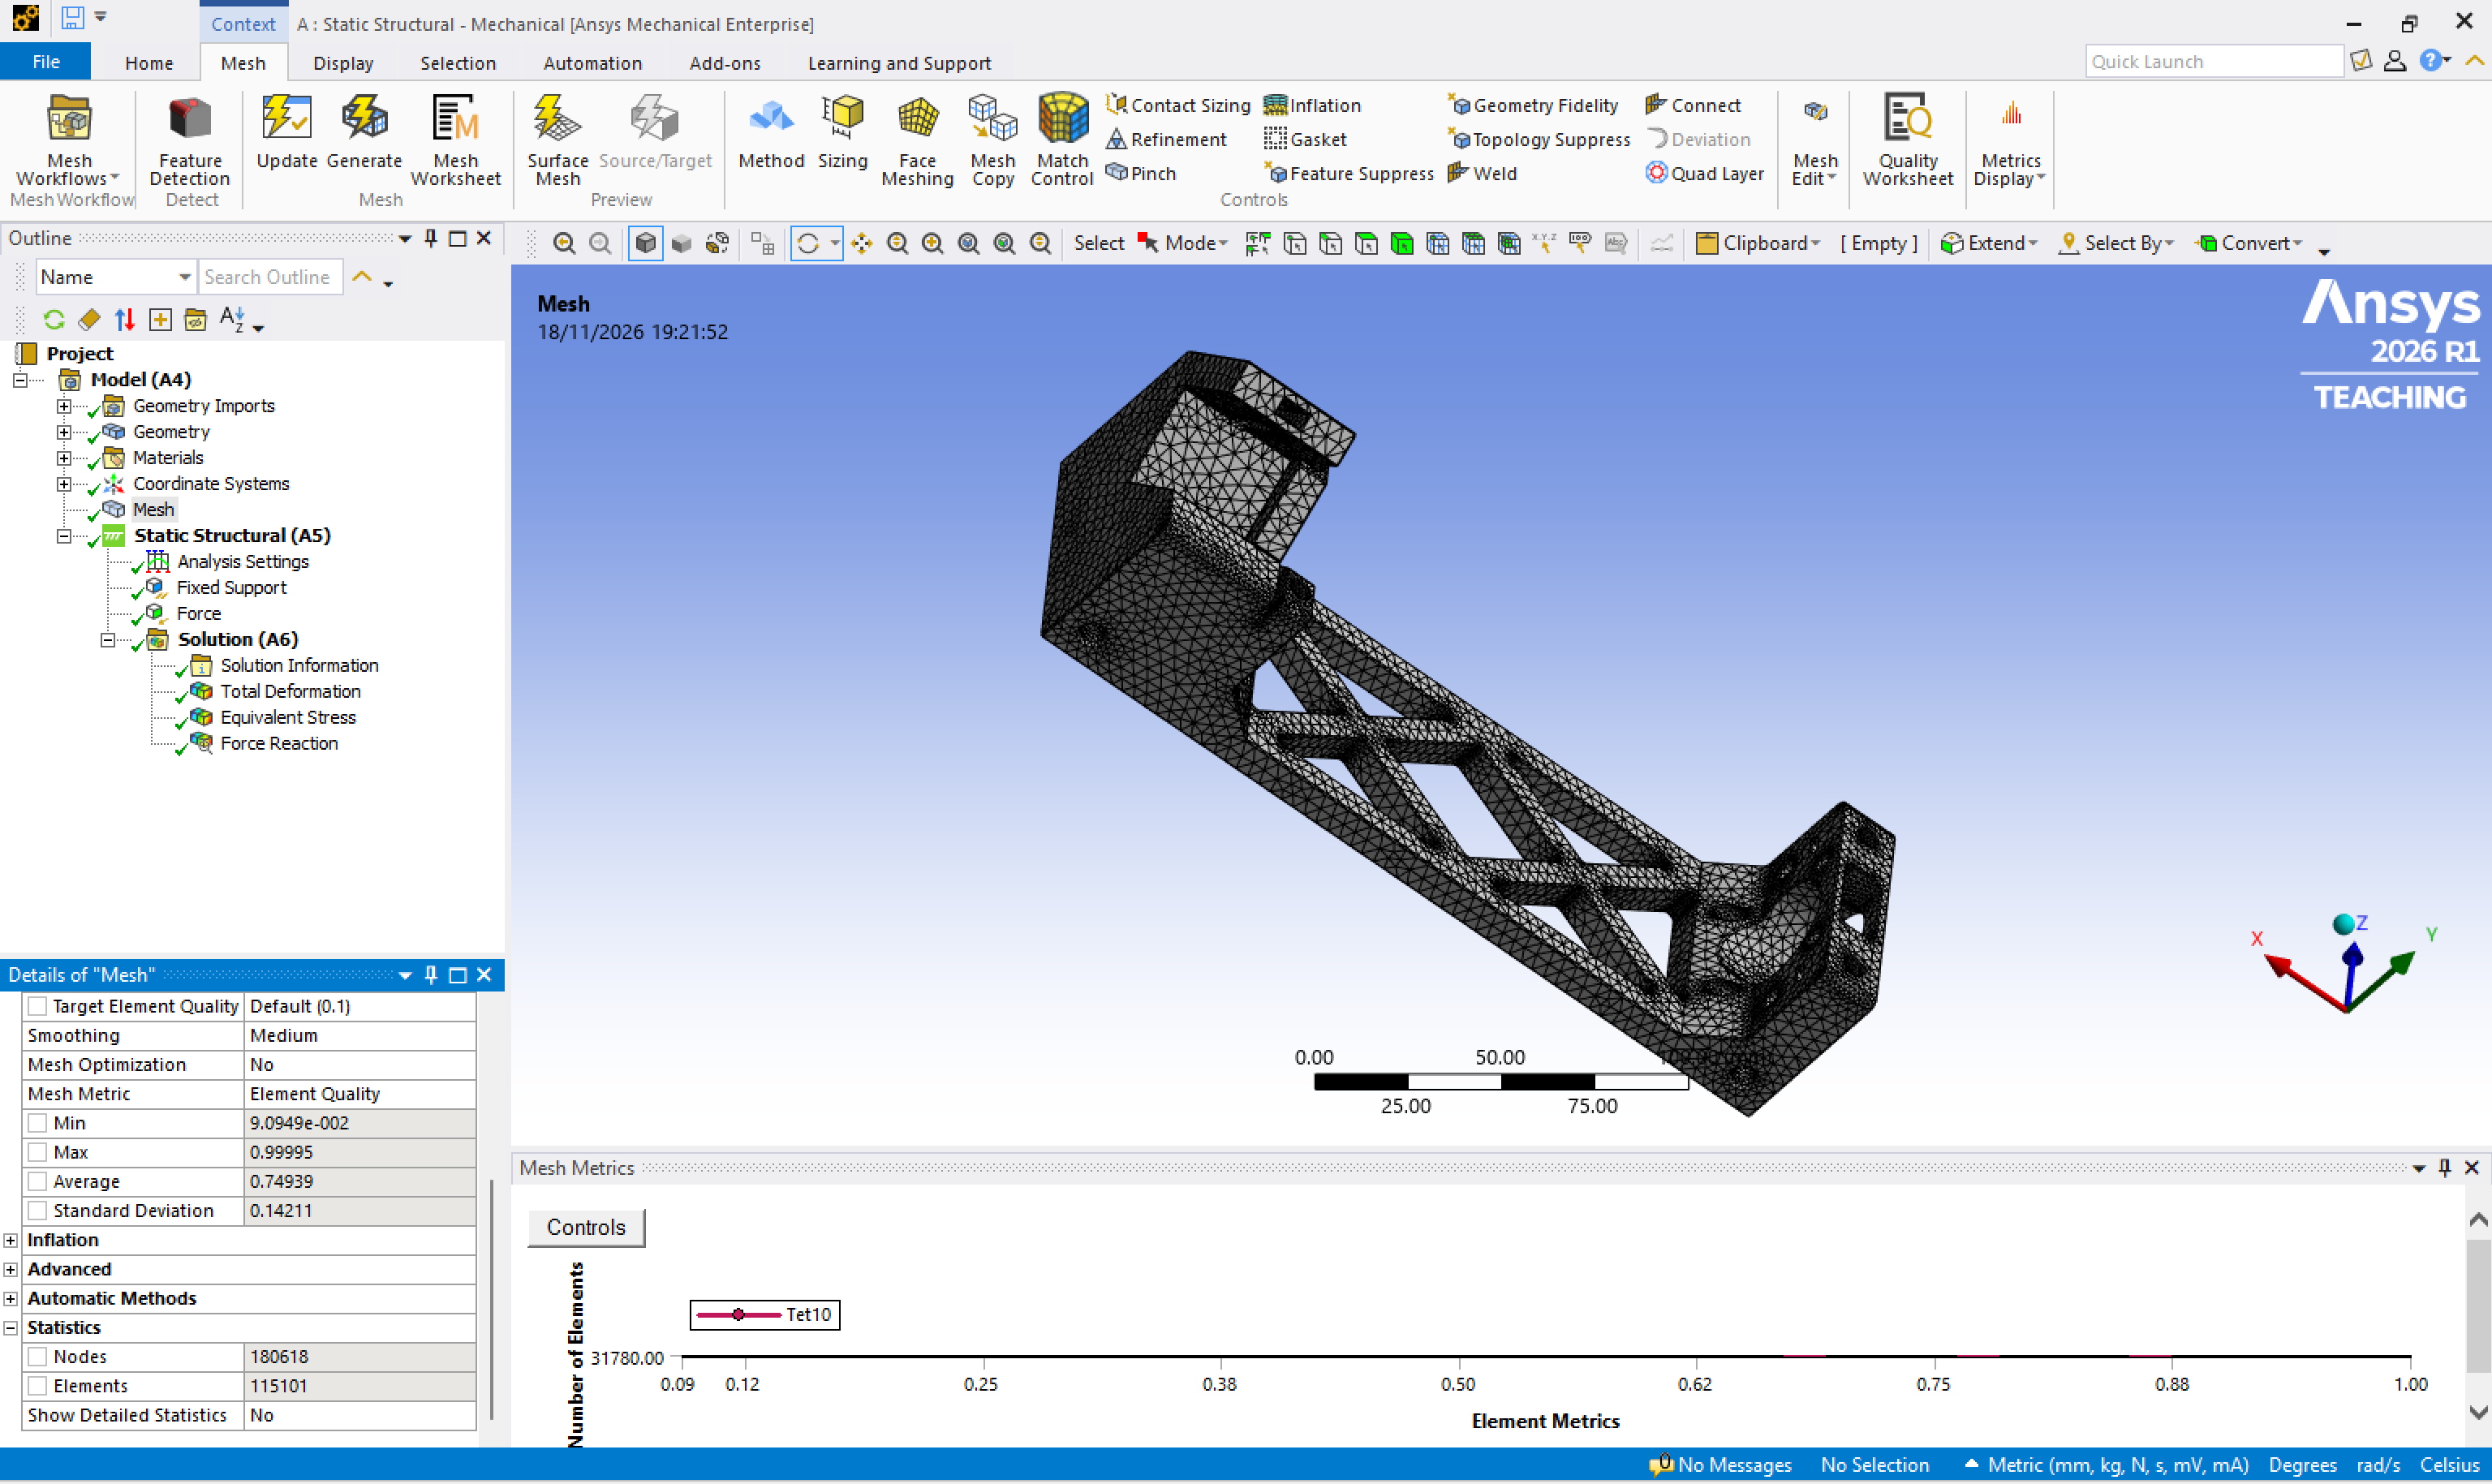 Context
A : Static Structural - Mechanical [Ansys Mechanical Enterprise]
File
Home
Mesh
Display
Selection
Automation
Add-ons
Learning and Support
Quick Launch
Mesh Workflows
Feature Detection
Update
Generate
Mesh Worksheet
Surface Mesh
Source/Target
Method
Sizing
Face Meshing
Mesh Copy
Match Control
Contact Sizing
Refinement
Pinch
Inflation
Gasket
Feature Suppress
Geometry Fidelity
Topology Suppress
Weld
Connect
Deviation
Quad Layer
Mesh Edit
Quality Worksheet
Metrics Display
Mesh Workflow
Detect
Mesh
Preview
Controls
Outline
Name
Search Outline
Select
Mode
Clipboard
[ Empty ]
Extend
Select By
Convert
Project
Model (A4)
Geometry Imports
Geometry
Materials
Coordinate Systems
Mesh
Static Structural (A5)
Analysis Settings
Fixed Support
Force
Solution (A6)
Solution Information
Total Deformation
Equivalent Stress
Force Reaction
Mesh
18/11/2026 19:21:52
Ansys
2026 R1
TEACHING
X
Z
Y
0.00
50.00
25.00
75.00
Details of "Mesh"
Target Element Quality Default (0.1)
Smoothing Medium
Mesh Optimization No
Mesh Metric Element Quality
Min 9.0949e-002
Max 0.99995
Average 0.74939
Standard Deviation 0.14211
Inflation
Advanced
Automatic Methods
Statistics
Nodes 180618
Elements 115101
Show Detailed Statistics No
Mesh Metrics
Controls
Tet10
Number of Elements
31780.00
0.09 0.12 0.25 0.38 0.50 0.62 0.75 0.88 1.00
Element Metrics
0 No Messages
No Selection
Metric (mm, kg, N, s, mV, mA)
Degrees
rad/s
Celsius